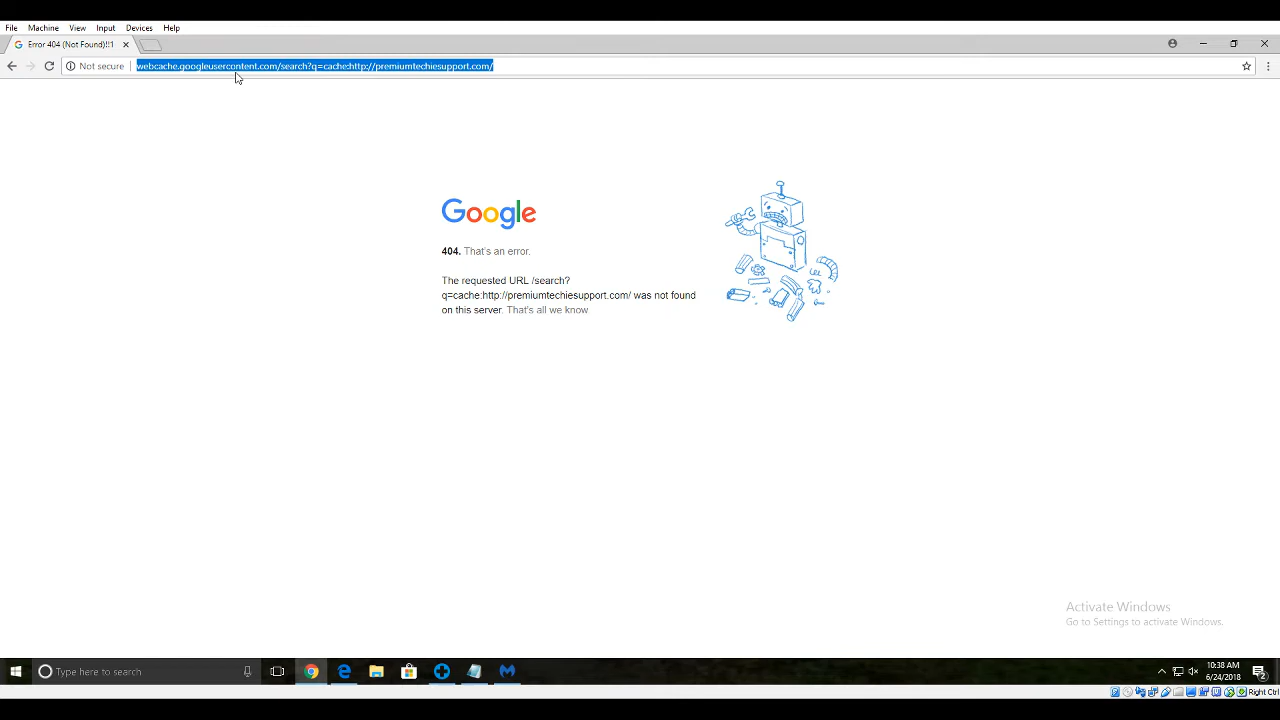 File Machine View Input Devices Help
Error 404 (Not Found)!!1
Not secure webcache.googleusercontent.com/search?q=cache:http://premiumtechiesupport.com/
Google
404. That's an error.
The requested URL /search?
q=cache:http://premiumtechiesupport.com/ was not found
on this server. That's all we know.
Activate Windows
Go to Settings to activate Windows.
Type here to search
10:38 AM
6/24/2018
2
Right Ctrl